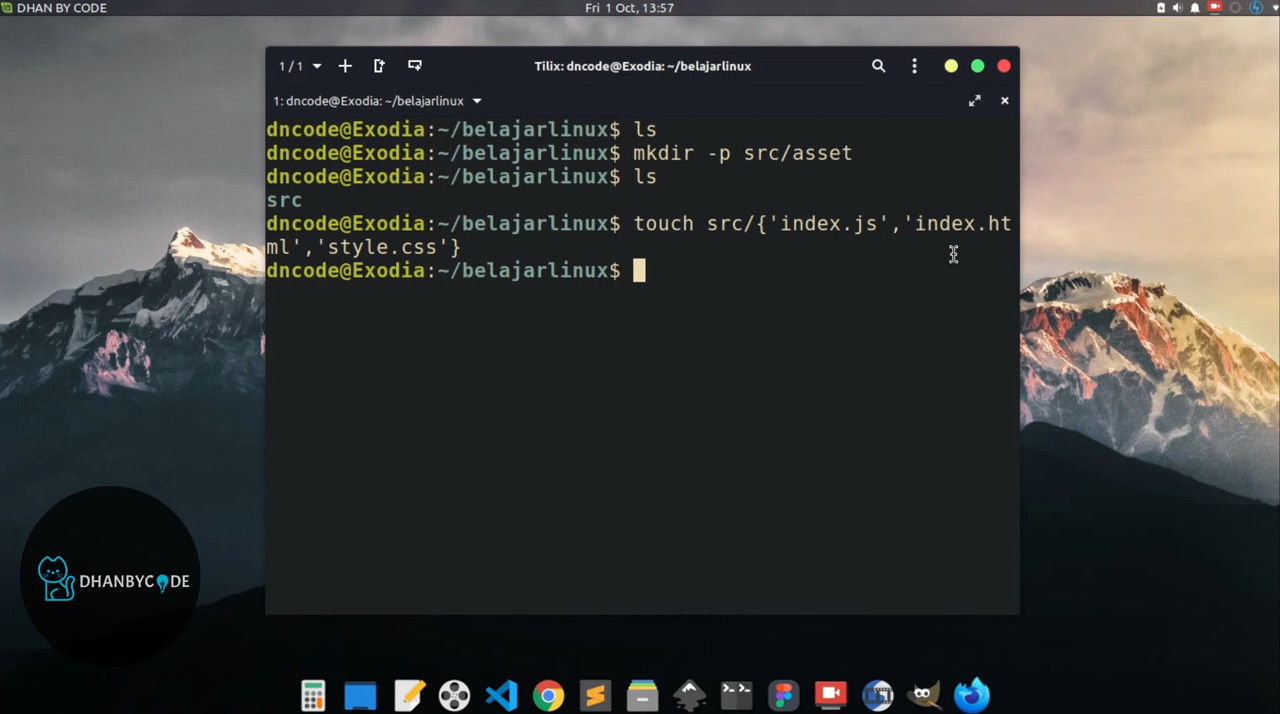 DHAN BY CODE
Fri 1 Oct, 13:57
1 / 1
Tilix: dncode@Exodia: ~/belajarlinux
1: dncode@Exodia: ~/belajarlinux
dncode@Exodia:~/belajarlinux$ ls
dncode@Exodia:~/belajarlinux$ mkdir -p src/asset
dncode@Exodia:~/belajarlinux$ ls
src
dncode@Exodia:~/belajarlinux$ touch src/{'index.js','index.ht
ml','style.css'}
dncode@Exodia:~/belajarlinux$
DHANBYCODE